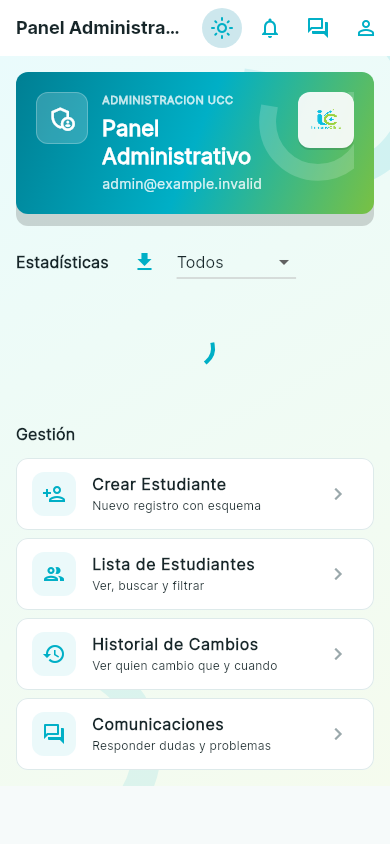 Panel Administra...
ADMINISTRACION UCC
Panel
Administrativo
admin@example.invalid
Estadísticas
Todos
Gestión
Crear Estudiante
Nuevo registro con esquema
Lista de Estudiantes
Ver, buscar y filtrar
Historial de Cambios
Ver quien cambio que y cuando
Comunicaciones
Responder dudas y problemas